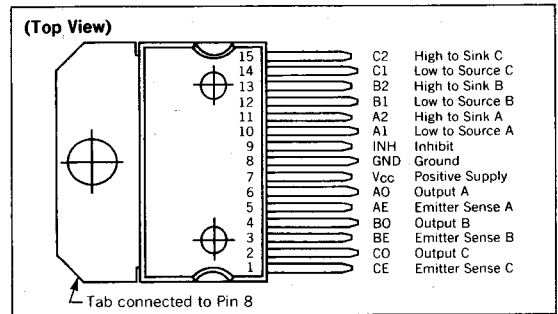 (Top View)
15 C2 High to Sink C
14 C1 Low to Source C
13 B2 High to Sink B
12 B1 Low to Source B
11 A2 High to Sink A
10 A1 Low to Source A
9 INH Inhibit
8 GND Ground
7 VCC Positive Supply
6 AO Output A
5 AE Emitter Sense A
4 BO Output B
3 BE Emitter Sense B
2 CO Output C
1 CE Emitter Sense C
Tab connected to Pin 8